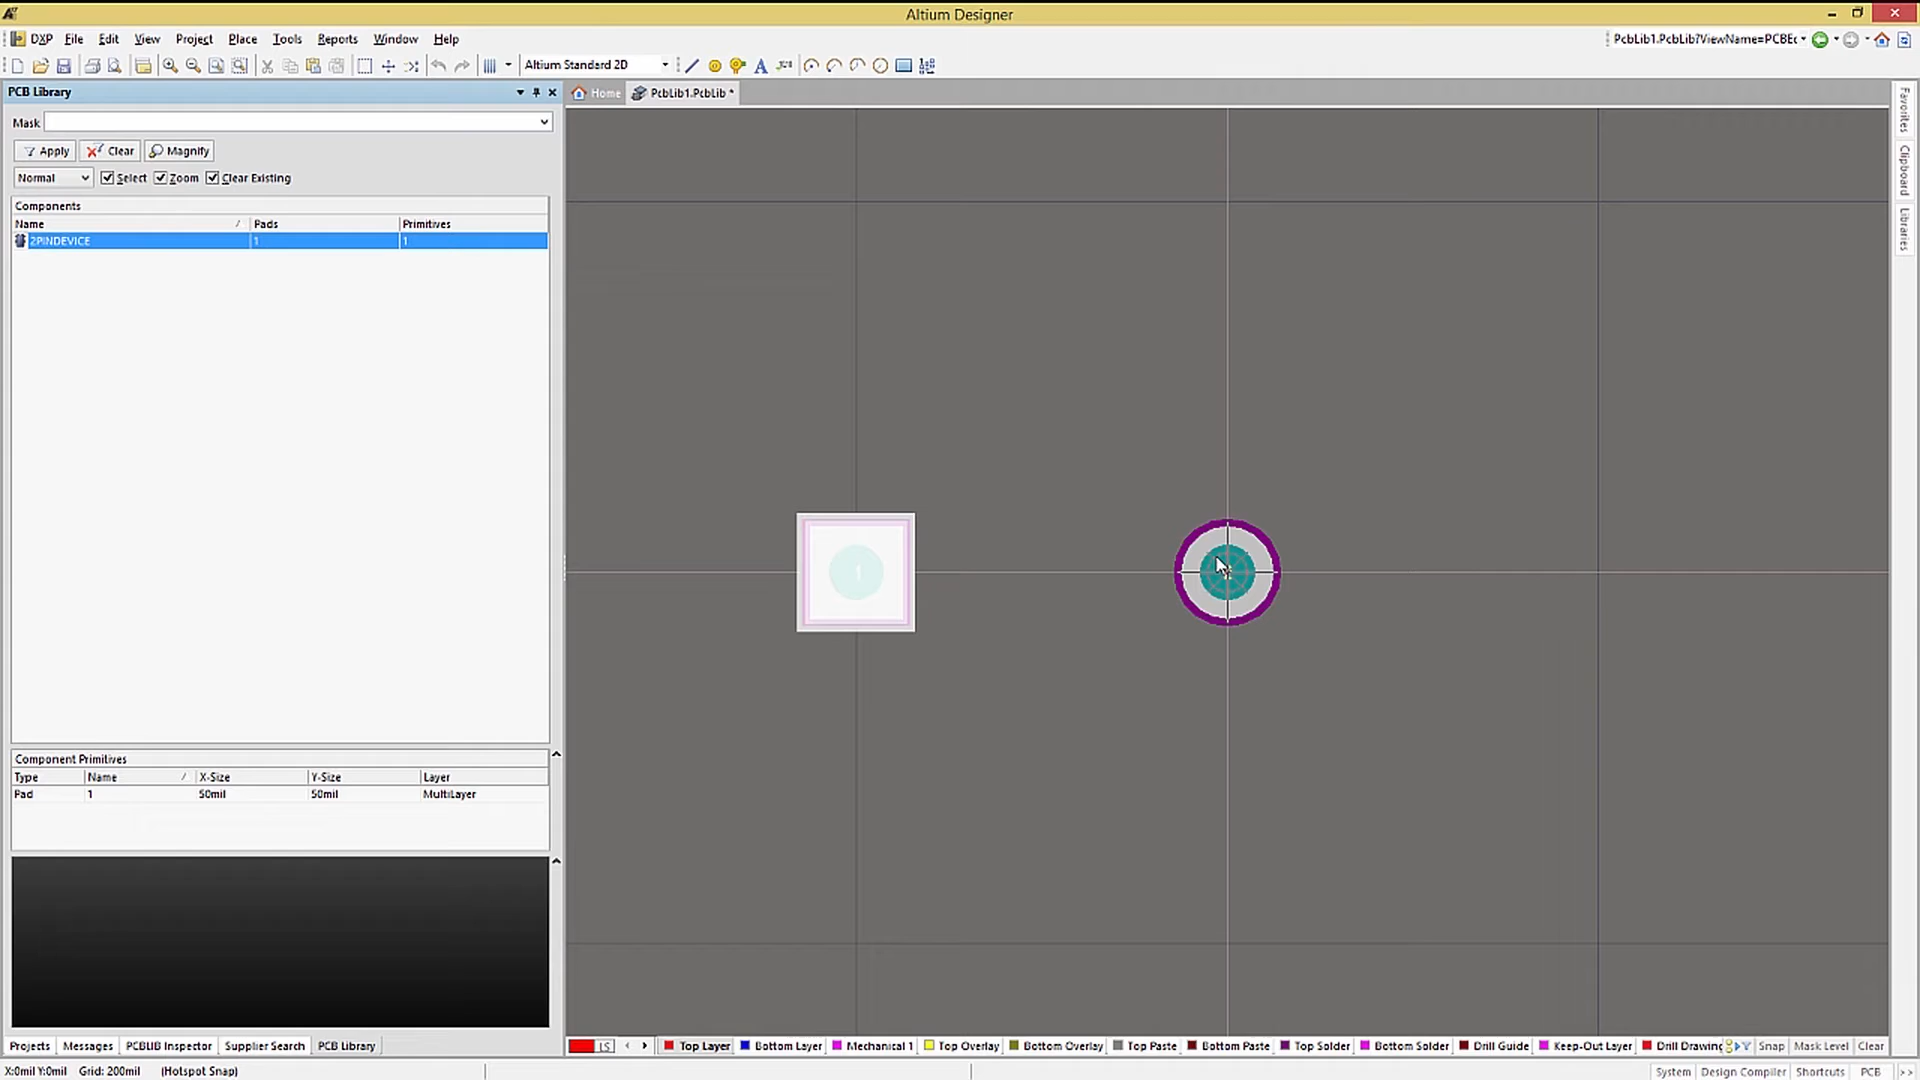 Altium Designer
DXP File Edit View Project Place Tools Reports Window Help
PcbLib1.PcbLib?ViewName=PCBEc
Altium Standard 2D
PCB Library
Home PcbLib1.PcbLib *
Mask
Apply Clear Magnify
Normal Select Zoom Clear Existing
Components
Name / Pads Primitives
2PINDEVICE 1 1
Favorites
Clipboard
Libraries
1
Component Primitives
Type Name / X-Size Y-Size Layer
Pad 1 50mil 50mil MultiLayer
Projects Messages PCBLIB Inspector Supplier Search PCB Library
LS Top Layer Bottom Layer Mechanical 1 Top Overlay Bottom Overlay Top Paste Bottom Paste Top Solder Bottom Solder Drill Guide Keep-Out Layer Drill Drawing Snap Mask Level Clear
X:0mil Y:0mil Grid: 200mil (Hotspot Snap)
System Design Compiler Shortcuts PCB >>